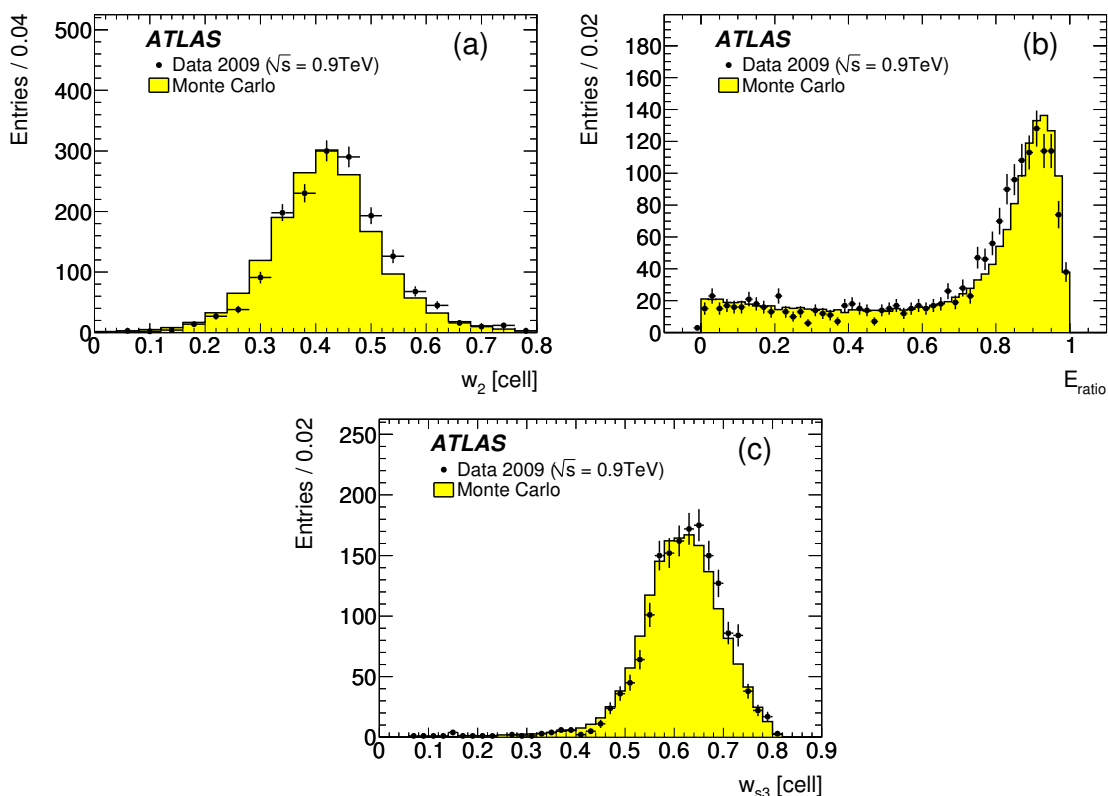 Entries / 0.04
500
400
300
200
100
0
ATLAS
Data 2009 (√s = 0.9TeV)
Monte Carlo
(a)
0 0.1 0.2 0.3 0.4 0.5 0.6 0.7 0.8
w2 [cell]
Entries / 0.02
180
160
140
120
100
80
60
40
20
0
ATLAS
Data 2009 (√s = 0.9TeV)
Monte Carlo
(b)
0 0.2 0.4 0.6 0.8 1
Eratio
Entries / 0.02
250
200
150
100
50
0
ATLAS
Data 2009 (√s = 0.9TeV)
Monte Carlo
(c)
0 0.1 0.2 0.3 0.4 0.5 0.6 0.7 0.8 0.9
ws3 [cell]